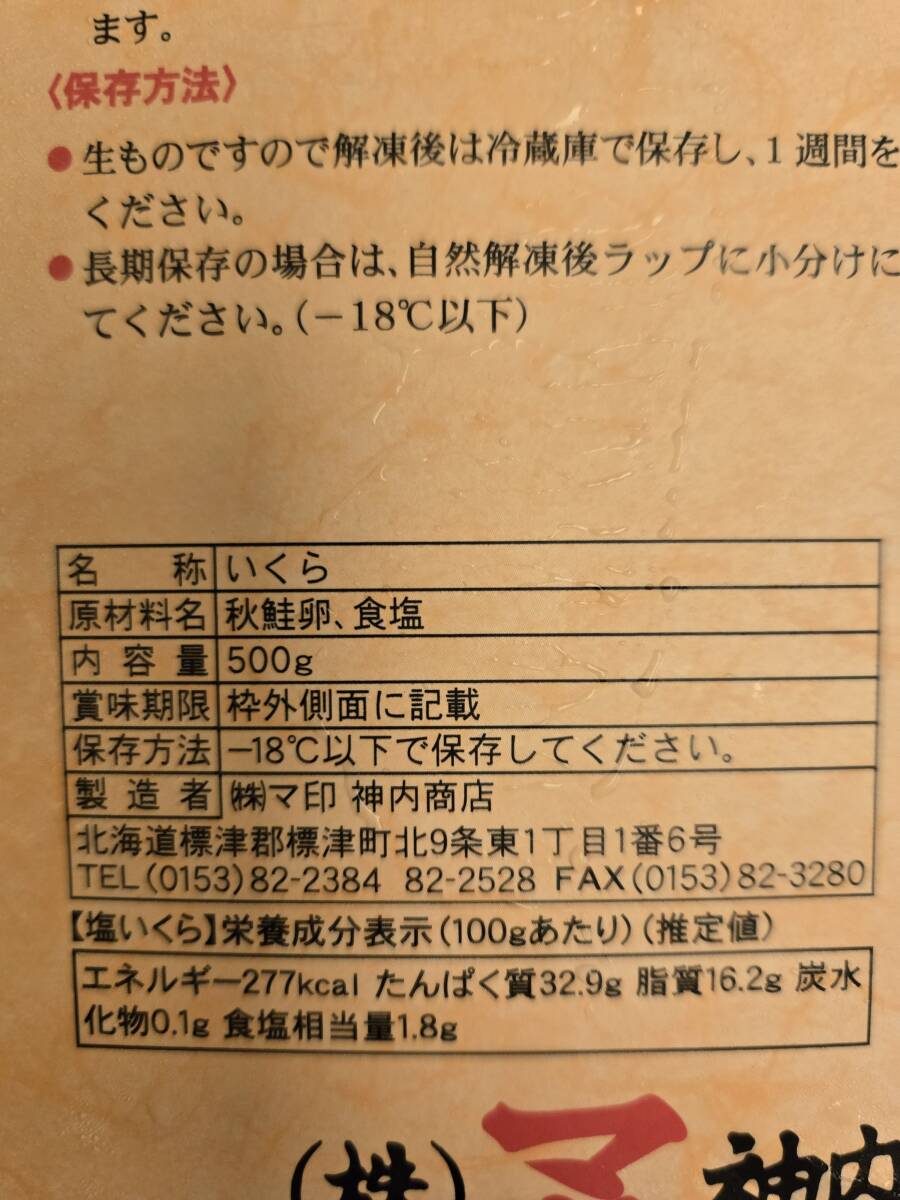 ます。
〈保存方法〉
●生ものですので解凍後は冷蔵庫で保存し、1週間を
ください。
●長期保存の場合は、自然解凍後ラップに小分けに
てください。(−18℃以下)
名称 いくら
原材料名 秋鮭卵、食塩
内容量 500g
賞味期限 枠外側面に記載
保存方法 −18℃以下で保存してください。
製造者 ㈱マ印 神内商店
北海道標津郡標津町北9条東1丁目1番6号
TEL(0153)82-2384 82-2528 FAX(0153)82-3280
【塩いくら】栄養成分表示(100gあたり)(推定値)
エネルギー277kcal たんぱく質32.9g 脂質16.2g 炭水
化物0.1g 食塩相当量1.8g
(株)マ神内